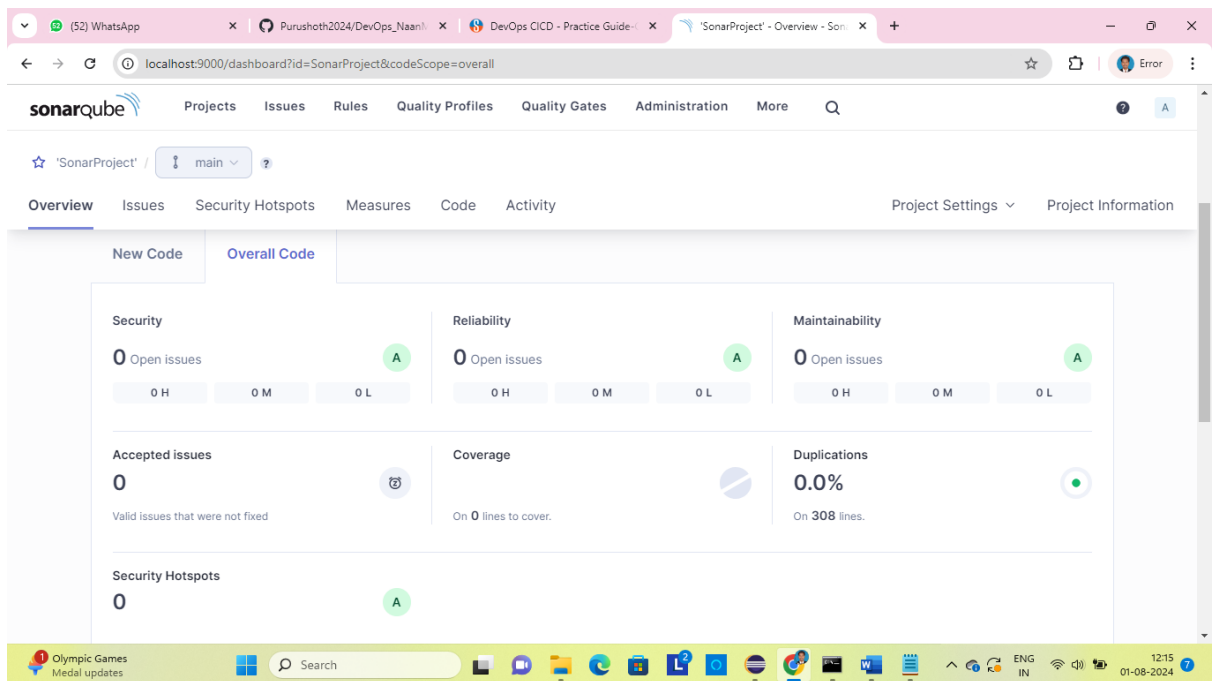 (52) WhatsApp
Purushoth2024/DevOps_Naan
DevOps CICD - Practice Guide-
'SonarProject' - Overview - Son
localhost:9000/dashboard?id=SonarProject&codeScope=overall
Error
sonarqube Projects Issues Rules Quality Profiles Quality Gates Administration More A
'SonarProject' / main ?
Overview Issues Security Hotspots Measures Code Activity Project Settings Project Information
New Code Overall Code
Security Reliability Maintainability
0 Open issues A 0 Open issues A 0 Open issues A
0 H 0 M 0 L 0 H 0 M 0 L 0 H 0 M 0 L
Accepted issues Coverage Duplications
0 0.0%
Valid issues that were not fixed On 0 lines to cover. On 308 lines.
Security Hotspots
0 A
Olympic Games
Medal updates
Search
ENG
IN
12:15
01-08-2024